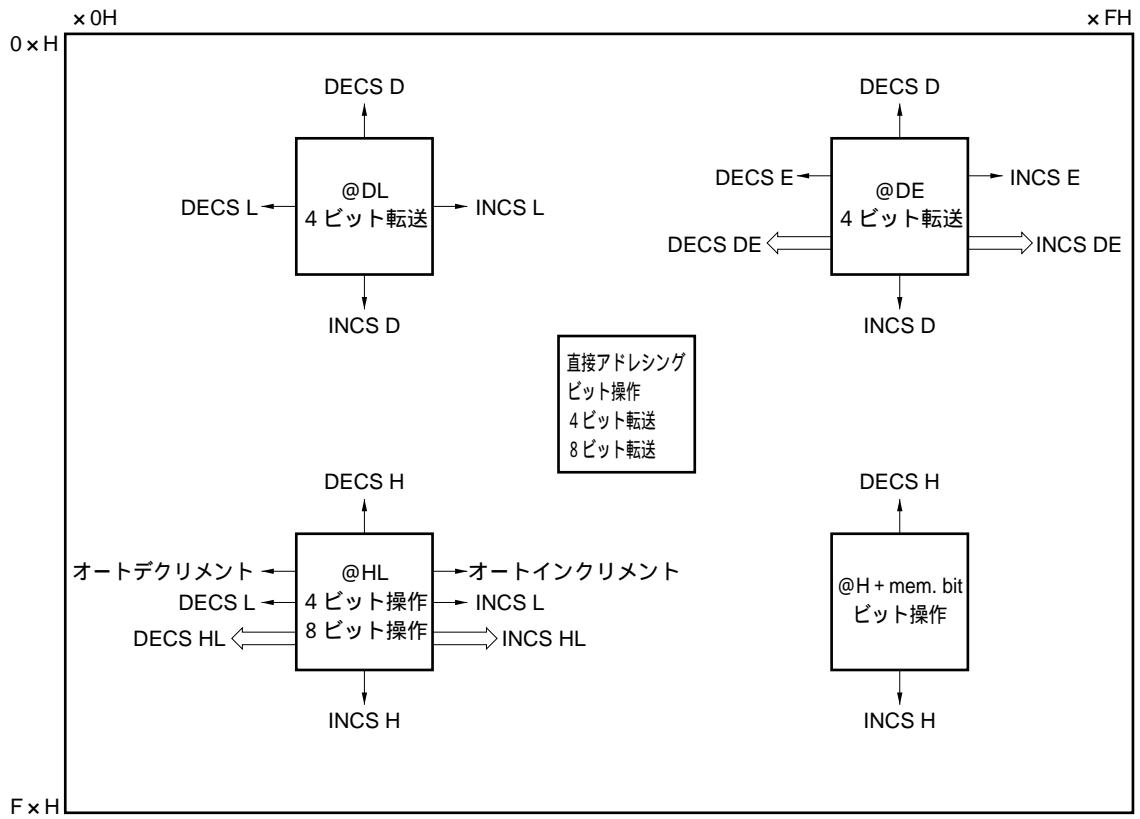 × 0H
× FH
0 × H
DECS D
DECS L
@DL
4 ビット転送
INCS L
INCS D
DECS D
DECS E
@DE
4 ビット転送
INCS E
DECS DE
INCS DE
INCS D
直接アドレシング
ビット操作
4 ビット転送
8 ビット転送
DECS H
オートデクリメント
@HL
オートインクリメント
DECS L
4 ビット操作
INCS L
DECS HL
8 ビット操作
INCS HL
INCS H
DECS H
@H + mem. bit
ビット操作
INCS H
F × H